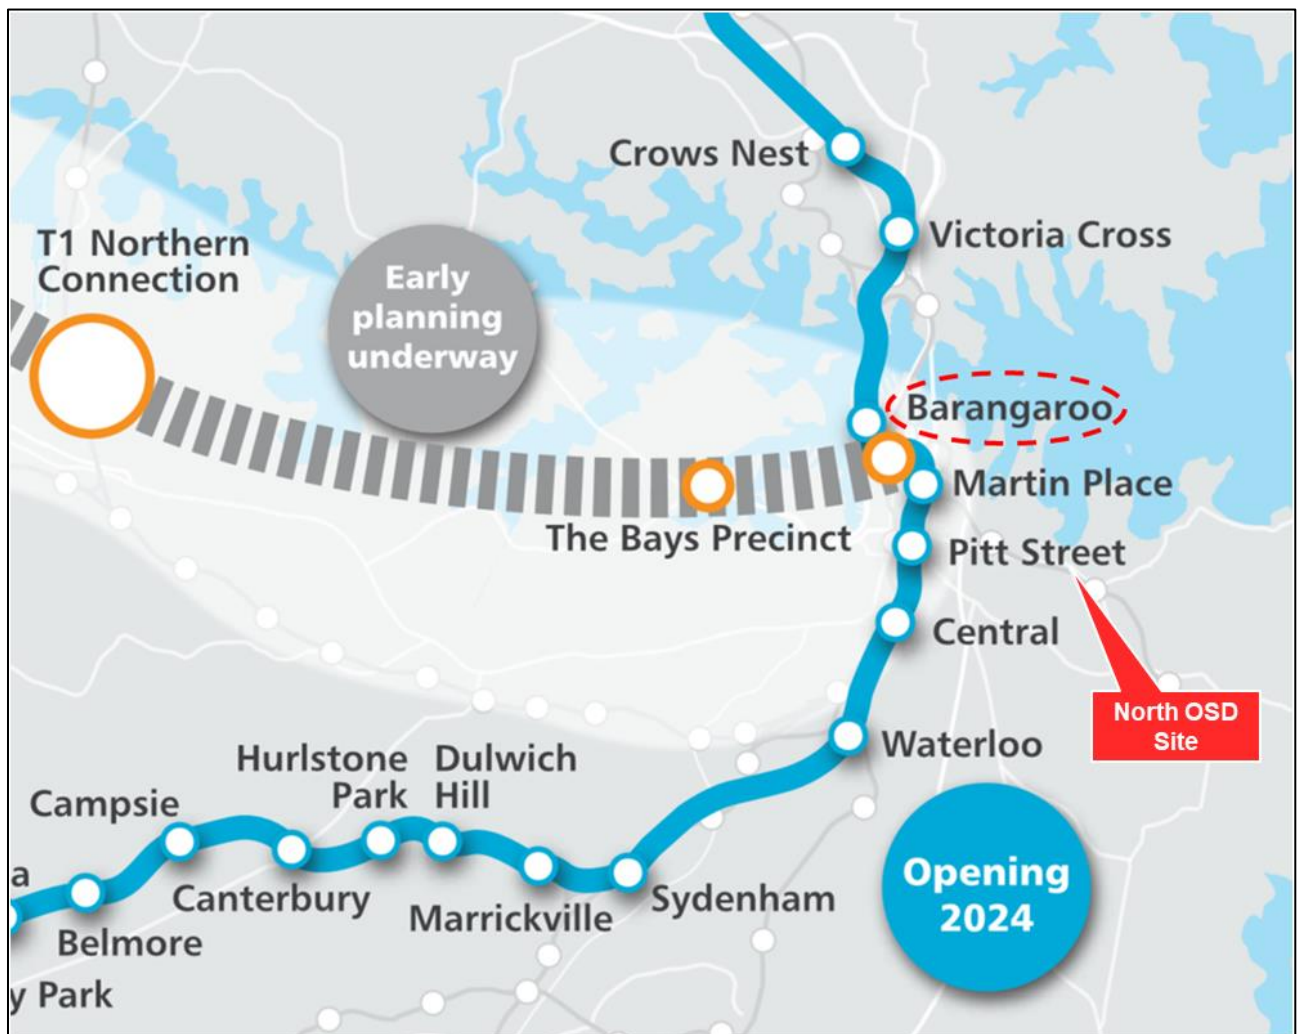 Crows Nest
Victoria Cross
T1 Northern
Connection
Early
planning
underway
Barangaroo
Martin Place
The Bays Precinct
Pitt Street
Central
North OSD
Site
Waterloo
Hurlstone
Park
Dulwich
Hill
Campsie
a
Canterbury
Sydenham
Marrickville
Belmore
y Park
Opening
2024